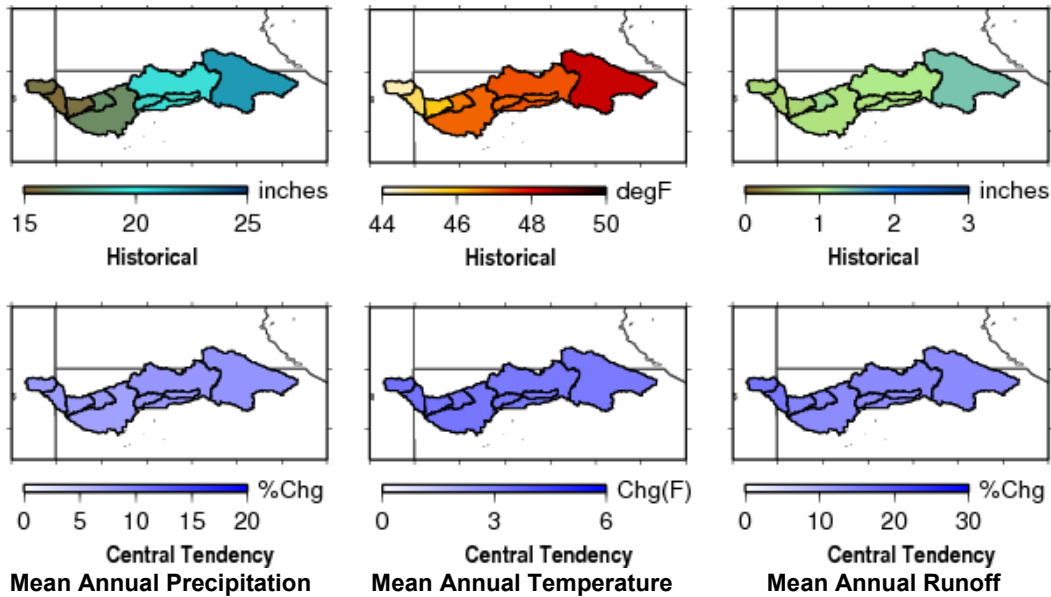 inches
15 20 25
Historical
degF
44 46 48 50
Historical
inches
0 1 2 3
Historical
%Chg
0 5 10 15 20
Central Tendency
Mean Annual Precipitation
Chg(F)
0 3 6
Central Tendency
Mean Annual Temperature
%Chg
0 10 20 30
Central Tendency
Mean Annual Runoff